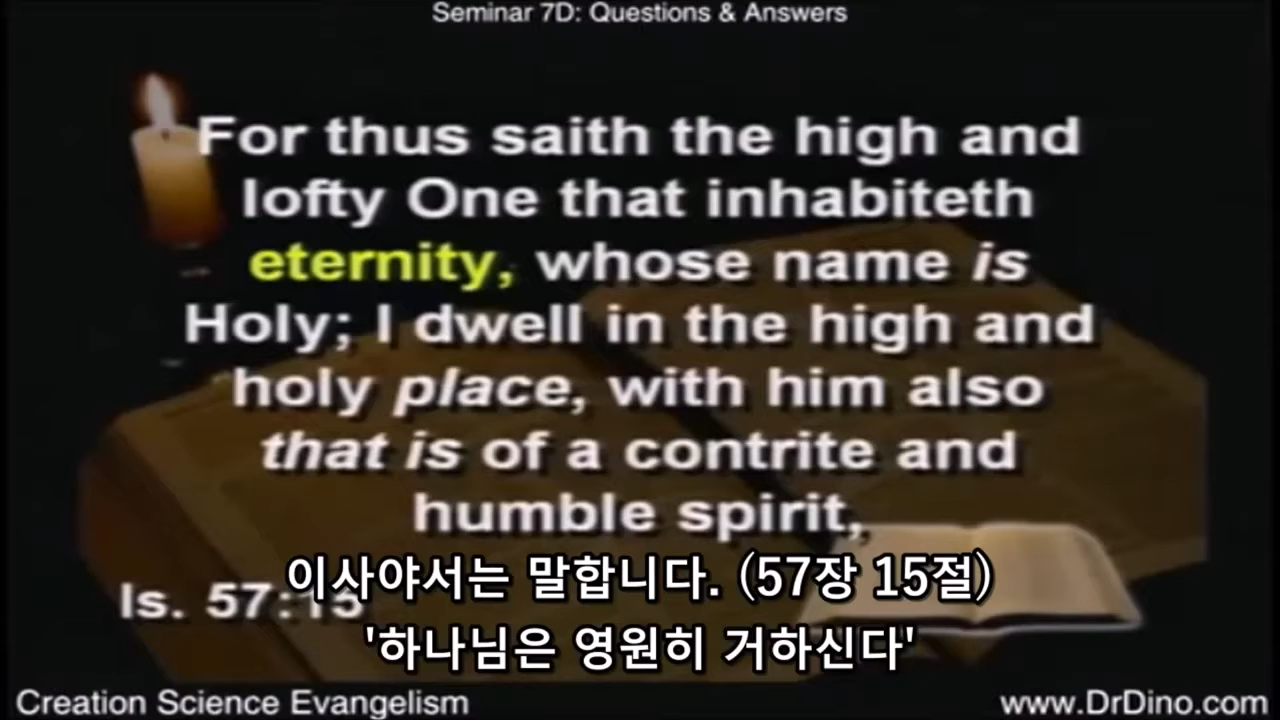 Seminar 7D: Questions & Answers
For thus saith the high and
lofty One that inhabiteth
eternity, whose name is
Holy; I dwell in the high and
holy place, with him also
that is of a contrite and
humble spirit,
Is. 57:15
이사야서는 말합니다. (57장 15절)
'하나님은 영원히 거하신다'
Creation Science Evangelism
www.DrDino.com